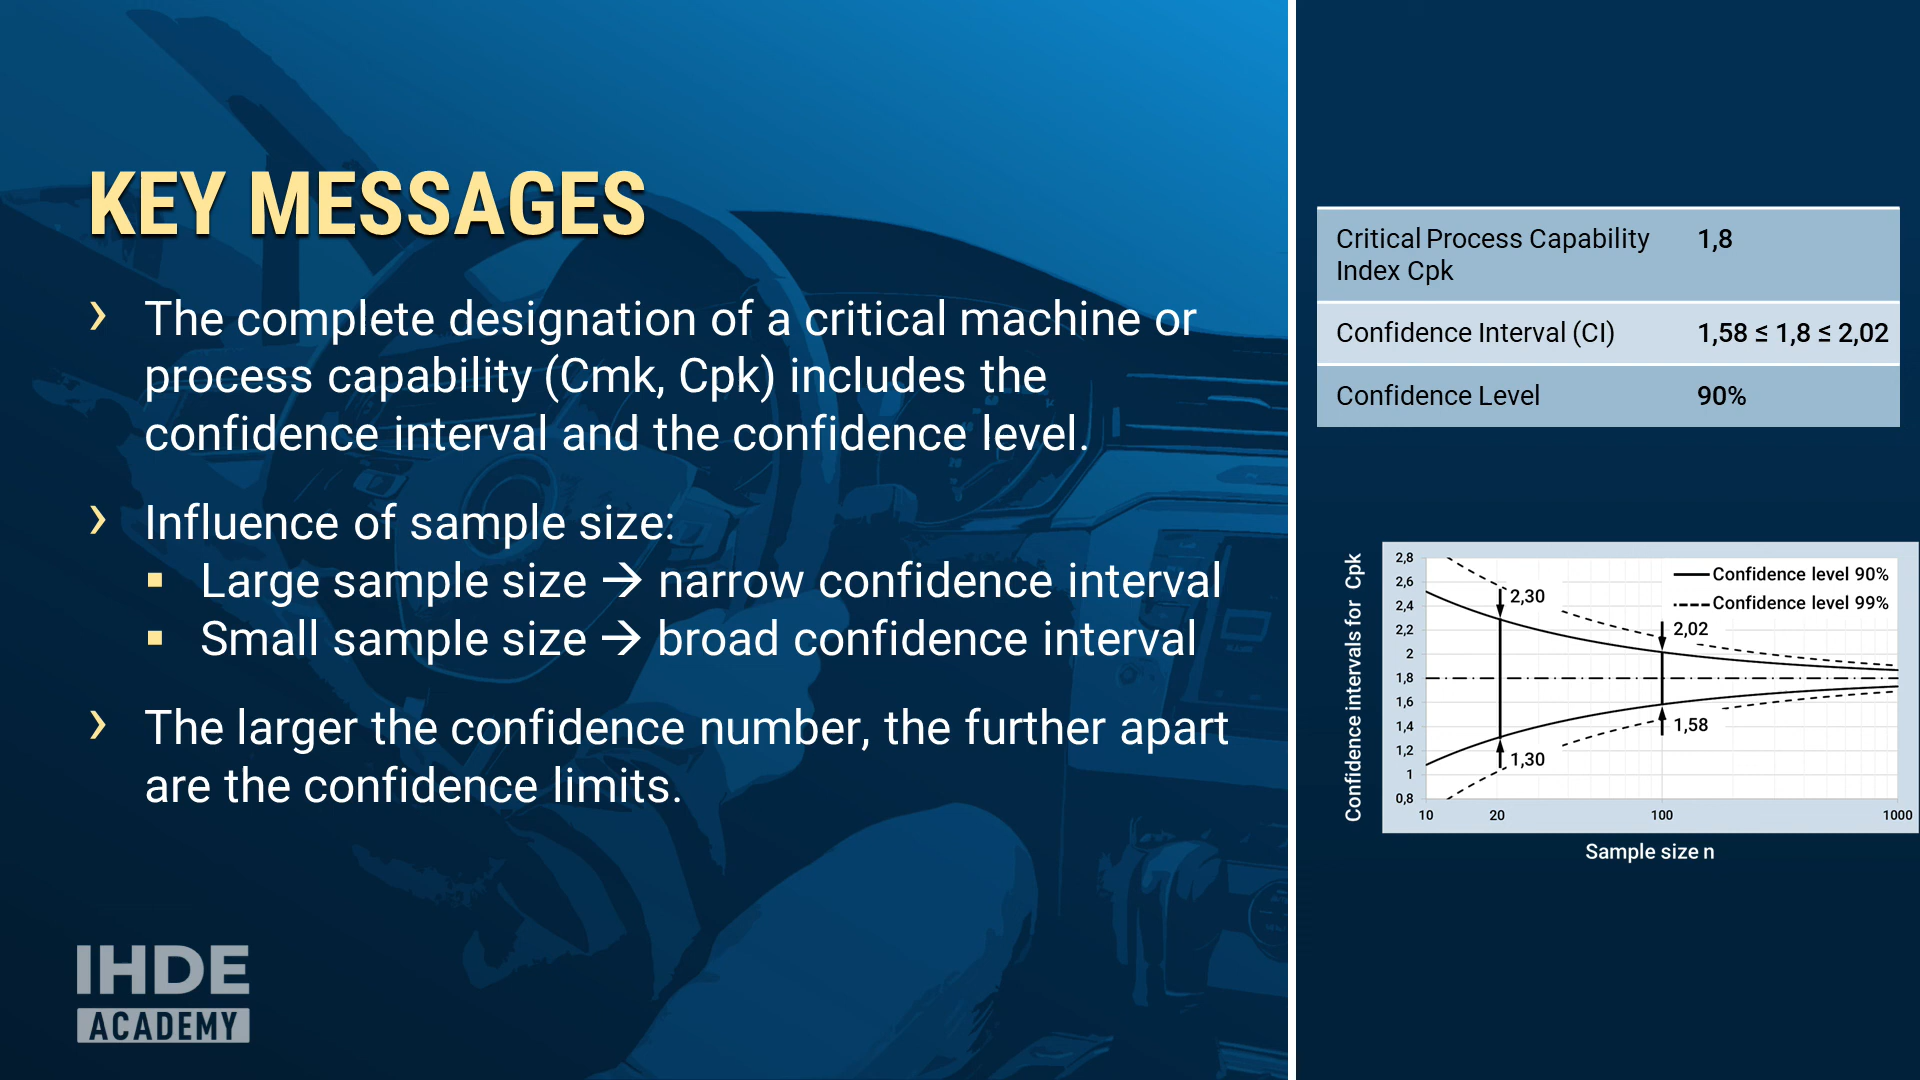 KEY MESSAGES
› The complete designation of a critical machine or
process capability (Cmk, Cpk) includes the
confidence interval and the confidence level.
› Influence of sample size:
▪ Large sample size → narrow confidence interval
▪ Small sample size → broad confidence interval
› The larger the confidence number, the further apart
are the confidence limits.
IHDE
ACADEMY
Critical Process Capability 1,8
Index Cpk
Confidence Interval (CI) 1,58 ≤ 1,8 ≤ 2,02
Confidence Level 90%
Confidence intervals for Cpk
2,8
2,6
2,4
2,2
2
1,8
1,6
1,4
1,2
1
0,8
Confidence level 90%
Confidence level 99%
2,30
2,02
1,58
1,30
10 20 100 1000
Sample size n